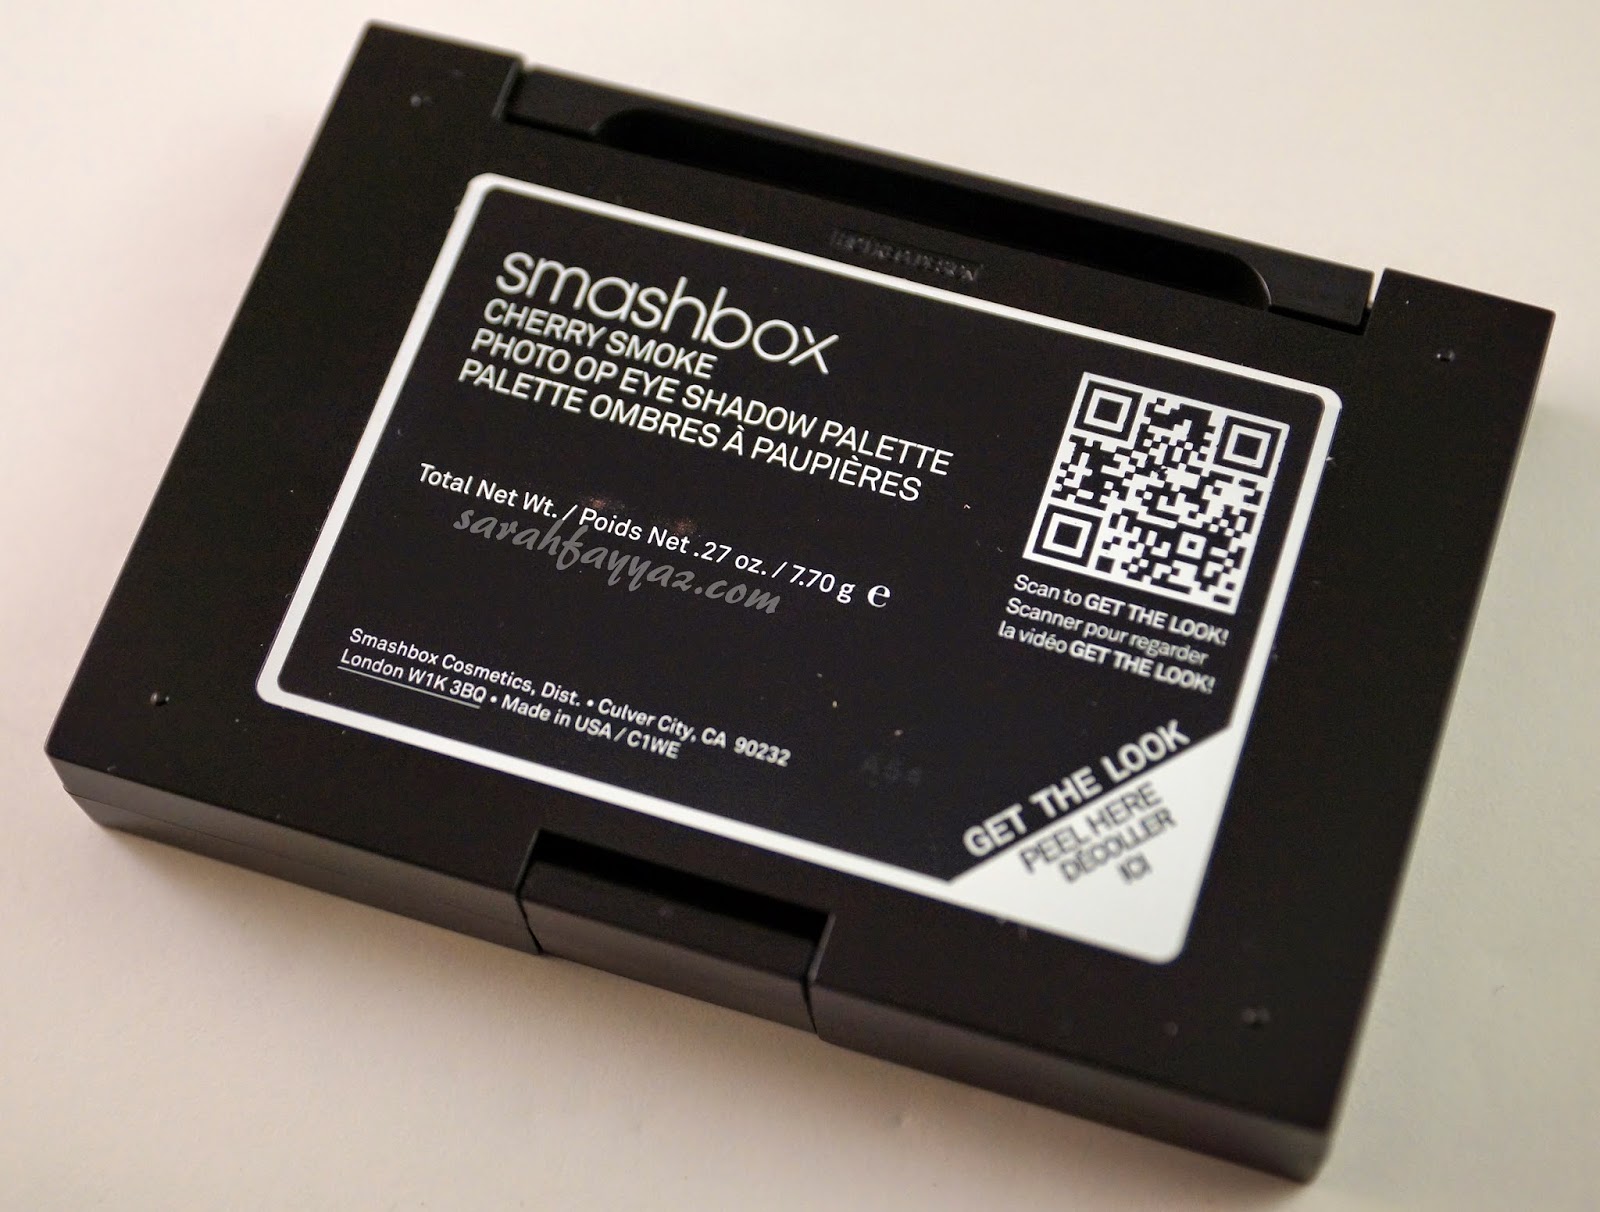 smashbox
CHERRY SMOKE
PHOTO OP EYE SHADOW PALETTE
PALETTE OMBRES À PAUPIÈRES
Total Net Wt. / Poids Net .27 oz. / 7.70 g ℮
sarahfayyaz.com
Smashbox Cosmetics, Dist. • Culver City, CA 90232
London W1K 3BQ • Made in USA / C1WE
Scan to GET THE LOOK!
Scanner pour regarder
la vidéo GET THE LOOK!
GET THE LOOK
PEEL HERE
DÉCOLLER
ICI